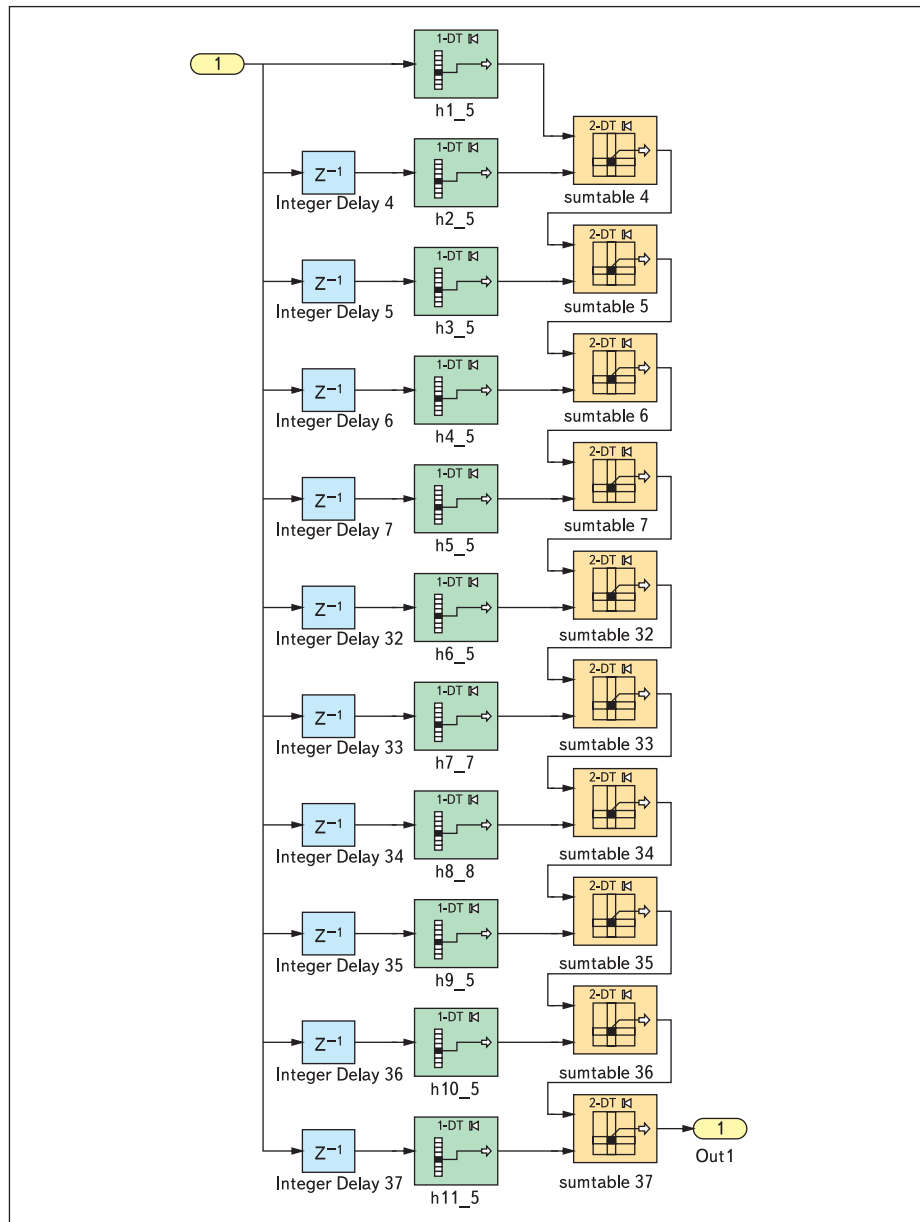 1
1-DT
h1_5
2-DT
sumtable 4
Z−1
Integer Delay 4
1-DT
h2_5
2-DT
sumtable 5
Z−1
Integer Delay 5
1-DT
h3_5
2-DT
sumtable 6
Z−1
Integer Delay 6
1-DT
h4_5
2-DT
sumtable 7
Z−1
Integer Delay 7
1-DT
h5_5
2-DT
sumtable 32
Z−1
Integer Delay 32
1-DT
h6_5
2-DT
sumtable 33
Z−1
Integer Delay 33
1-DT
h7_7
2-DT
sumtable 34
Z−1
Integer Delay 34
1-DT
h8_8
2-DT
sumtable 35
Z−1
Integer Delay 35
1-DT
h9_5
2-DT
sumtable 36
Z−1
Integer Delay 36
1-DT
h10_5
2-DT
sumtable 37
Z−1
Integer Delay 37
1-DT
h11_5
1
Out1